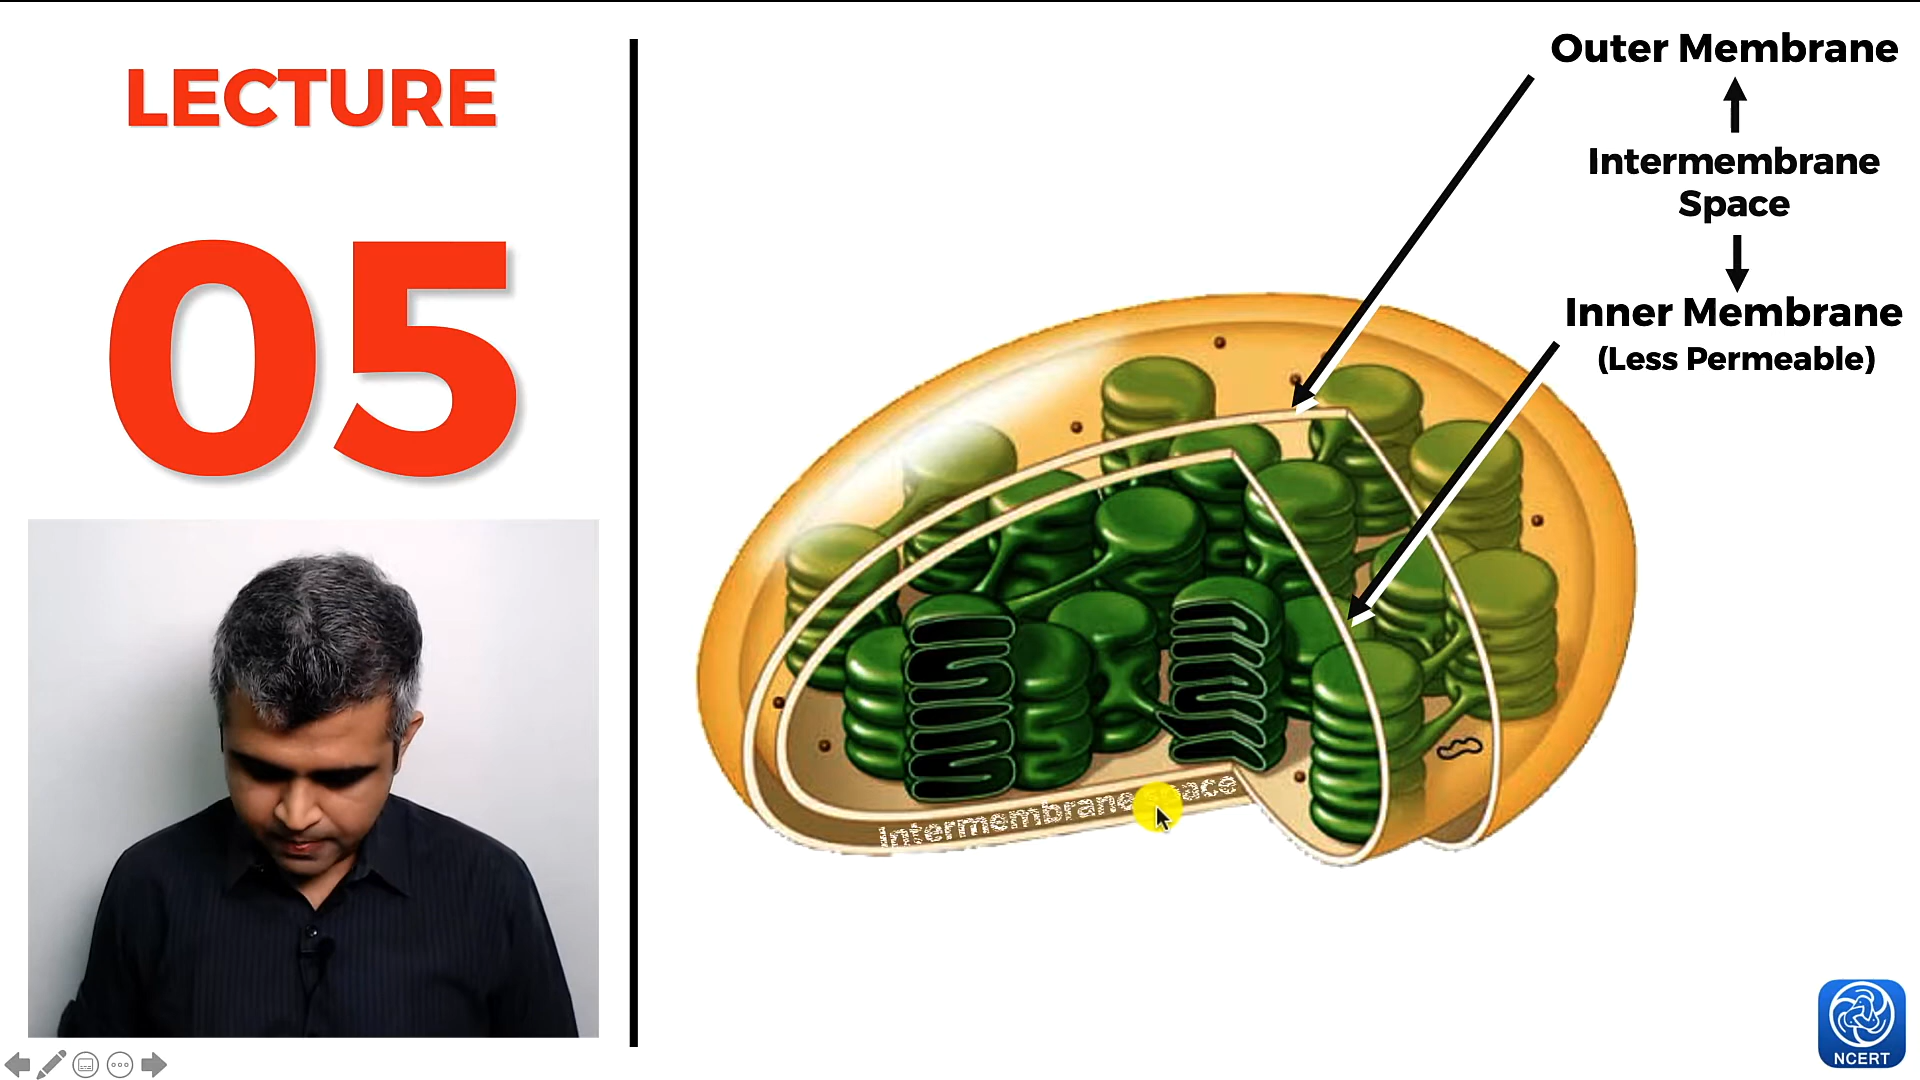 LECTURE
05
Outer Membrane
Intermembrane
Space
Inner Membrane
(Less Permeable)
Intermembrane space
NCERT